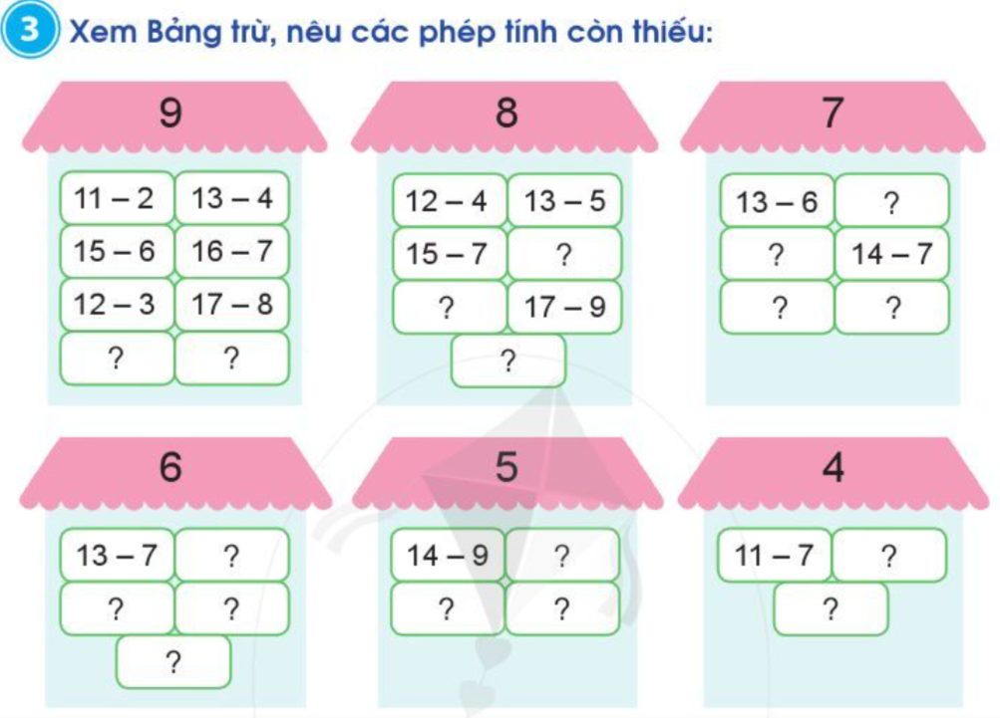 3 Xem Bảng trừ, nêu các phép tính còn thiếu:
9 8 7
11 – 2 13 – 4 12 – 4 13 – 5 13 – 6 ?
15 – 6 16 – 7 15 – 7 ? ? 14 – 7
12 – 3 17 – 8 ? 17 – 9 ? ?
? ? ?
6 5 4
13 – 7 ? 14 – 9 ? 11 – 7 ?
? ? ? ? ?
?